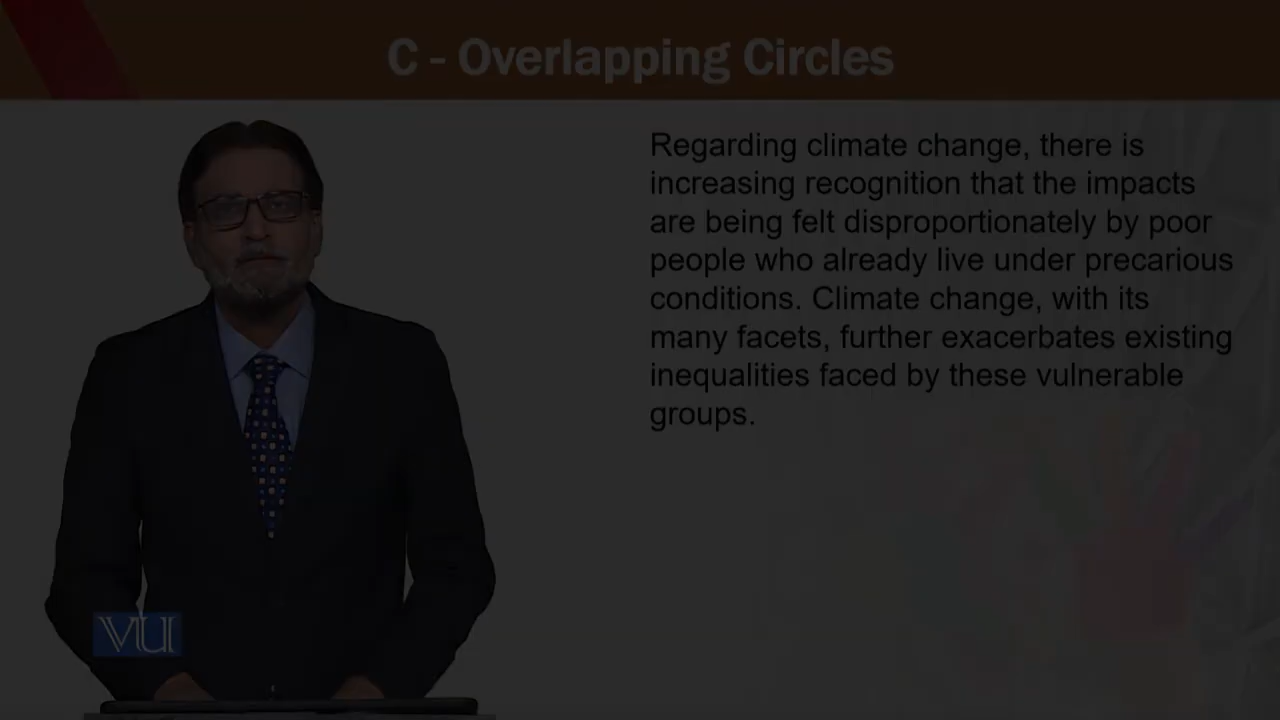 C - Overlapping Circles
Regarding climate change, there is
increasing recognition that the impacts
are being felt disproportionately by poor
people who already live under precarious
conditions. Climate change, with its
many facets, further exacerbates existing
inequalities faced by these vulnerable
groups.
VU